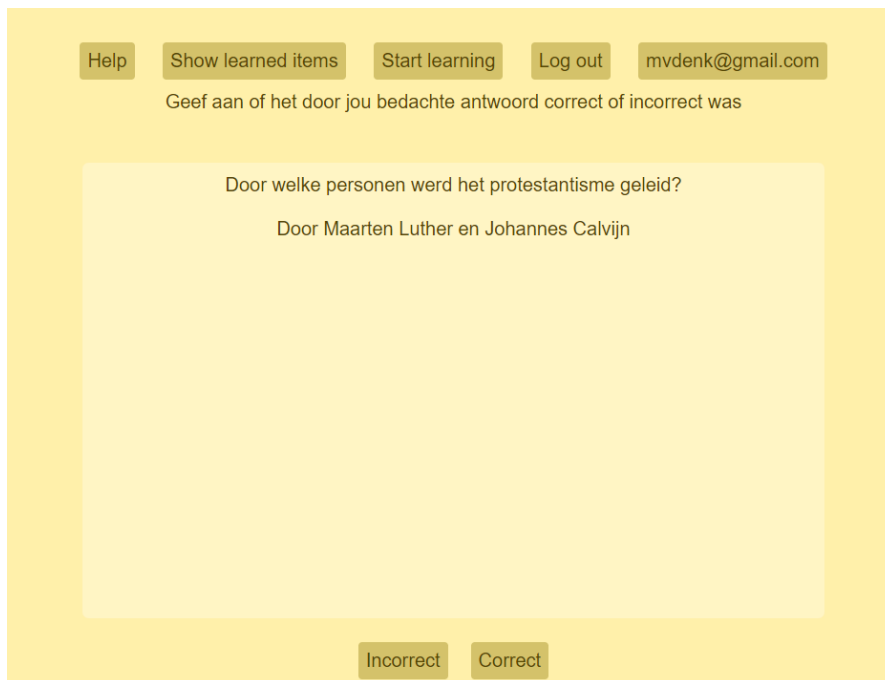 Help Show learned items Start learning Log out mvdenk@gmail.com
Geef aan of het door jou bedachte antwoord correct of incorrect was
Door welke personen werd het protestantisme geleid?
Door Maarten Luther en Johannes Calvijn
Incorrect Correct